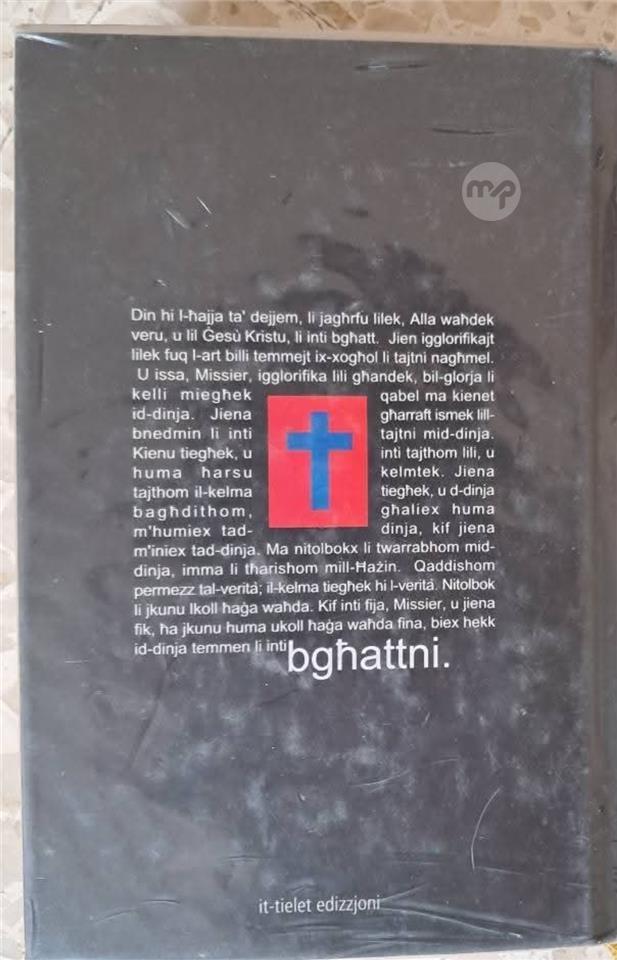 mp
Din hi l-ħajja ta' dejjem, li jagħrfu lilek, Alla waħdek
veru, u lil Ġesù Kristu, li inti bgħatt. Jien igglorifikajt
lilek fuq l-art billi temmejt ix-xogħol li tajtni nagħmel.
U issa, Missier, igglorifika lili għandek, bil-glorja li
kelli miegħek qabel ma kienet
id-dinja. Jiena għarraft ismek lill-
bnedmin li inti tajtni mid-dinja.
Kienu tiegħek, u inti tajthom lili, u
huma ħarsu kelmtek. Jiena
tajthom il-kelma tiegħek, u d-dinja
bagħdithom, għaliex huma
m'humiex tad- dinja, kif jiena
m'iniex tad-dinja. Ma nitolbokx li twarrabhom mid-
dinja, imma li tħarishom mill-Ħażin. Qaddishom
permezz tal-verità; il-kelma tiegħek hi l-verità. Nitolbok
li jkunu lkoll ħaġa waħda. Kif inti fija, Missier, u jiena
fik, ħa jkunu huma ukoll ħaġa waħda fina, biex hekk
id-dinja temmen li inti bgħattni.
it-tielet edizzjoni